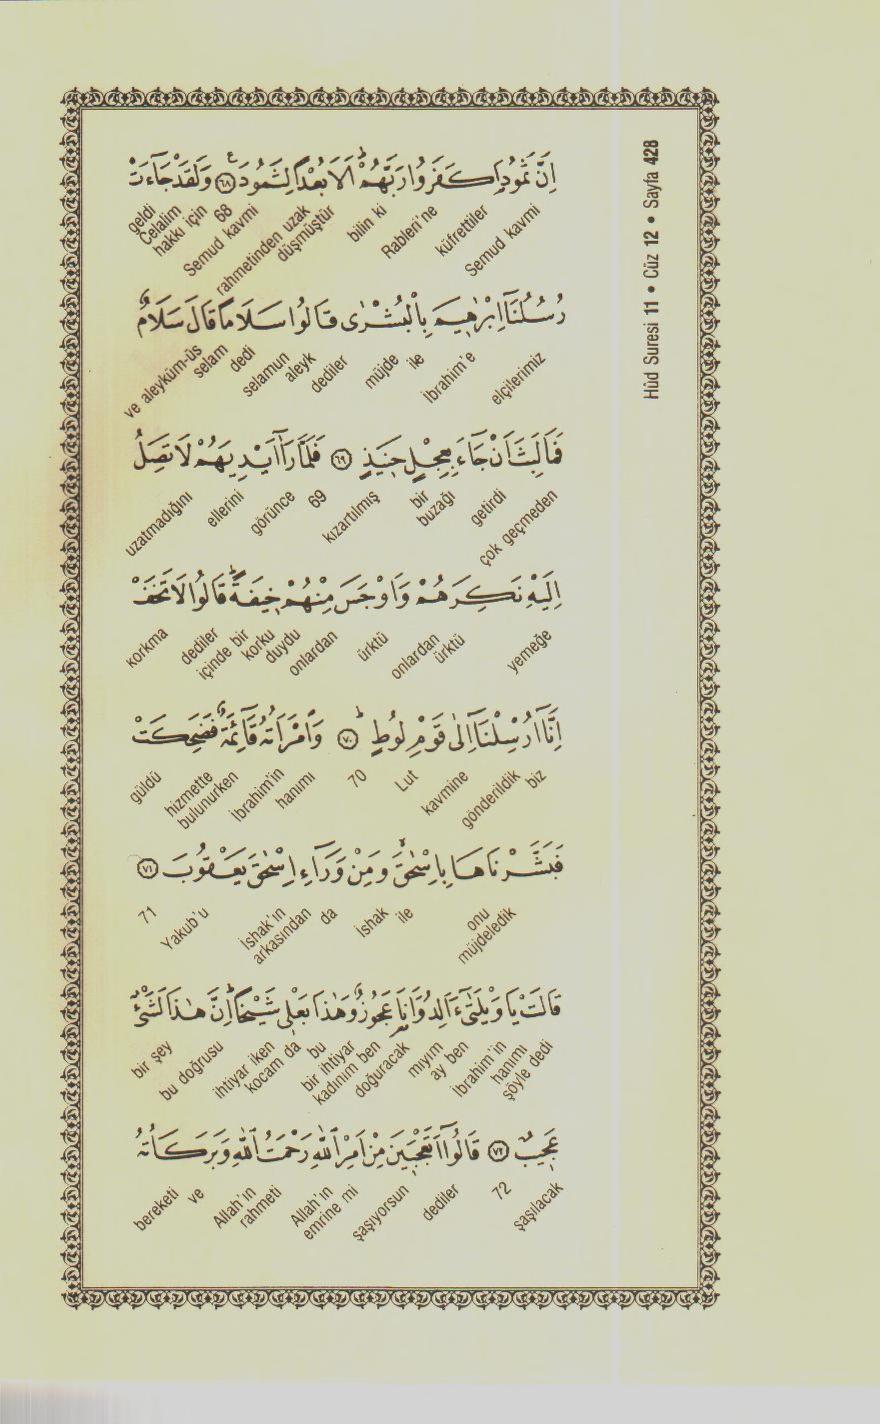 Hûd Suresi 11 • Cüz 12 • Sayfa 428
اِنَّ ثَمُودَا۬ كَفَرُوا رَبَّهُمْۜ اَلَا بُعْدًا لِثَمُودَ۟ ﴿٦٨﴾ وَلَقَدْ جَٓاءَتْ
Semud kavmi küfrettiler Rableri'ne bilin ki düşmüştür rahmetinden uzak Semud kavmi 68 hakkı için Celalim geldi
رُسُلُنَٓا اِبْرٰه۪يمَ بِالْبُشْرٰى قَالُوا سَلَامًاۜ قَالَ سَلَامٌ
elçilerimiz İbrahim'e ile müjde dediler aleyk selamun dedi selam ve aleyküm-üs
فَمَا لَبِثَ اَنْ جَٓاءَ بِعِجْلٍ حَن۪يذٍ ﴿٦٩﴾ فَلَمَّا رَآٰ اَيْدِيَهُمْ لَا تَصِلُ
çok geçmeden getirdi bir buzağı kızartılmış 69 görünce ellerini uzatmadığını
اِلَيْهِ نَكِرَهُمْ وَاَوْجَسَ مِنْهُمْ خ۪يفَةًۜ قَالُوا لَا تَخَفْ
yemeğe onlardan ürktü ürktü onlardan içinde bir korku duydu dediler korkma
اِنَّٓا اُرْسِلْنَٓا اِلٰى قَوْمِ لُوطٍۜ ﴿٧٠﴾ وَامْرَاَتُهُ قَٓائِمَةٌ فَضَحِكَتْ
biz gönderildik kavmine Lut 70 hanımı İbrahim'in hizmette bulunurken güldü
فَبَشَّرْنَاهَا بِاِسْحٰقَۙ وَمِنْ وَرَٓاءِ اِسْحٰقَ يَعْقُوبَ ﴿٧١﴾
onu müjdeledik ile İshak da İshak'ın arkasından Yakub'u 71
قَالَتْ يَا وَيْلَتٰٓى ءَاَلِدُ وَاَنَا۬ عَجُوزٌ وَهٰذَا بَعْل۪ي شَيْخًاۜ اِنَّ هٰذَا لَشَيْءٌ
İbrahim'in hanımı şöyle dedi ay ben mıyım doğuracak bir ihtiyar kadınım ben bu kocam da ihtiyar iken bu doğrusu bir şey
عَج۪يبٌ ﴿٧٢﴾ قَالُٓوا اَتَعْجَب۪ينَ مِنْ اَمْرِ اللّٰهِ رَحْمَتُ اللّٰهِ وَبَرَكَاتُهُ
şaşılacak 72 dediler şaşıyorsun Allah'ın emrine mi Allah'ın rahmeti ve bereketi